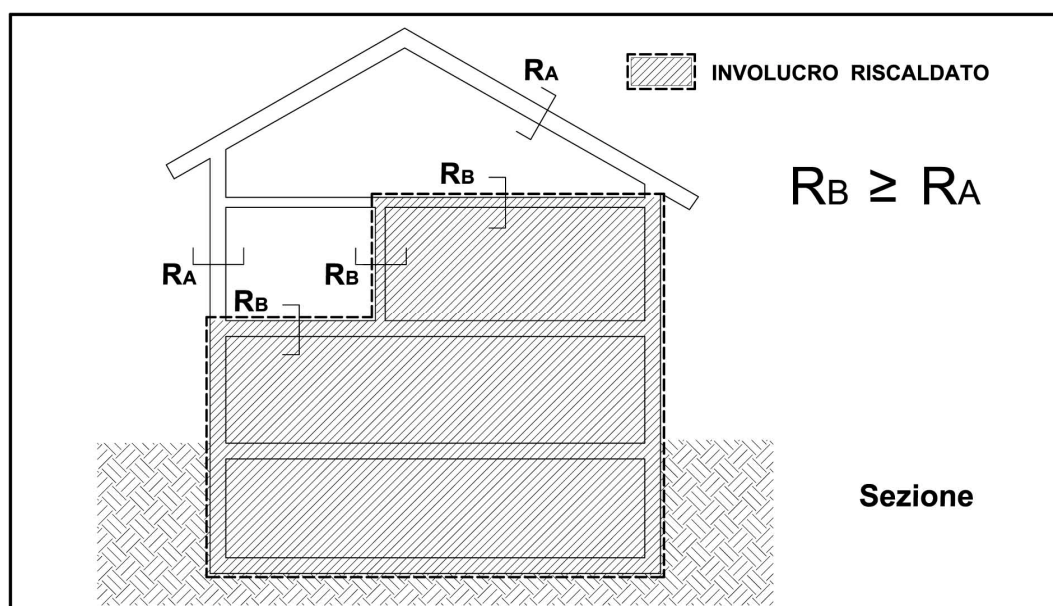 RA
INVOLUCRO RISCALDATO
RB
RB ≥ RA
RA
RB
RB
Sezione